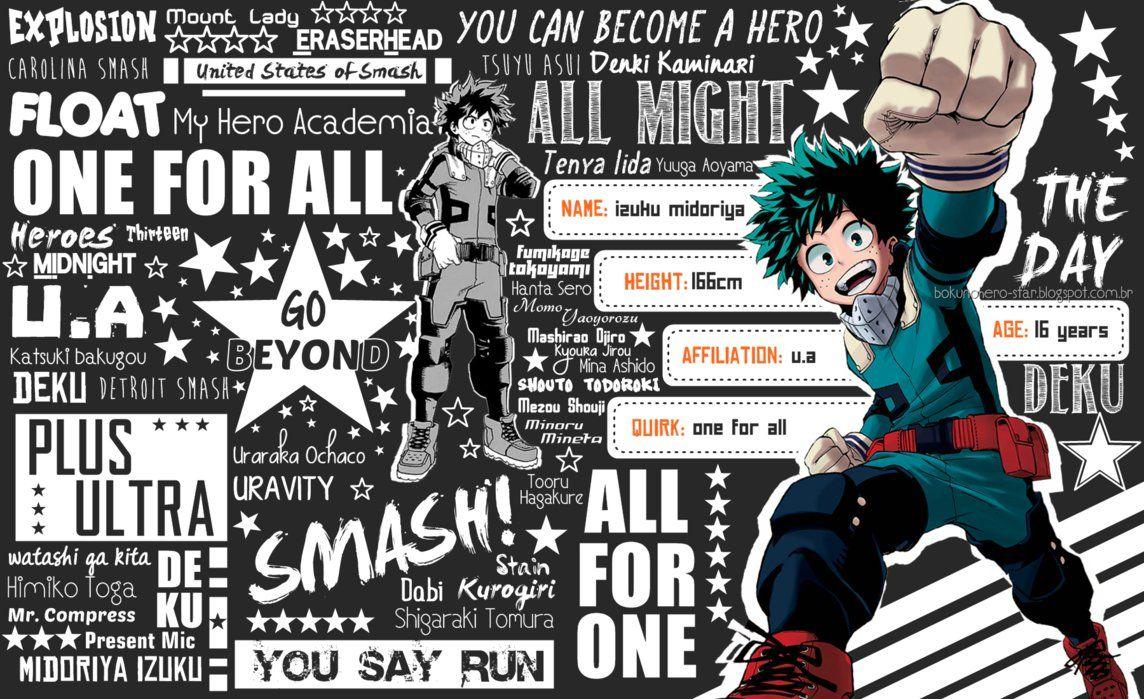 EXPLOSION
Mount Lady
ERASERHEAD
YOU CAN BECOME A HERO
CAROLINA SMASH
United States of Smash
TSUYU ASUI Denki Kaminari
FLOAT
My Hero Academia
ALL MIGHT
ONE FOR ALL
Tenya Iida Yuuga Aoyama
NAME: izuku midoriya
THE
DAY
Heroes Thirteen
MIDNIGHT
fumikage
tokoyami
Hanta Sero
HEIGHT: 166cm
bokunohero-star.blogspot.com.br
U.A
GO
BEYOND
Momo
Yaoyorozu
Mashirao Ojiro
Kyouka Jirou
Mina Ashido
AFFILIATION: u.a
AGE: 16 years
Katsuki bakugou
DEKU DETROIT SMASH
SHOUTO TODOROKI
DEKU
Mezou Shouji
Minoru
Mineta
QUIRK: one for all
PLUS
ULTRA
Uraraka Ochaco
URAVITY
Tooru
Hagakure
SMASH!
ALL
FOR
ONE
watashi ga kita
Himiko Toga
Mr. Compress
DE
KU
Present Mic
MIDORIYA IZUKU
Stain
Dabi Kurogiri
Shigaraki Tomura
YOU SAY RUN